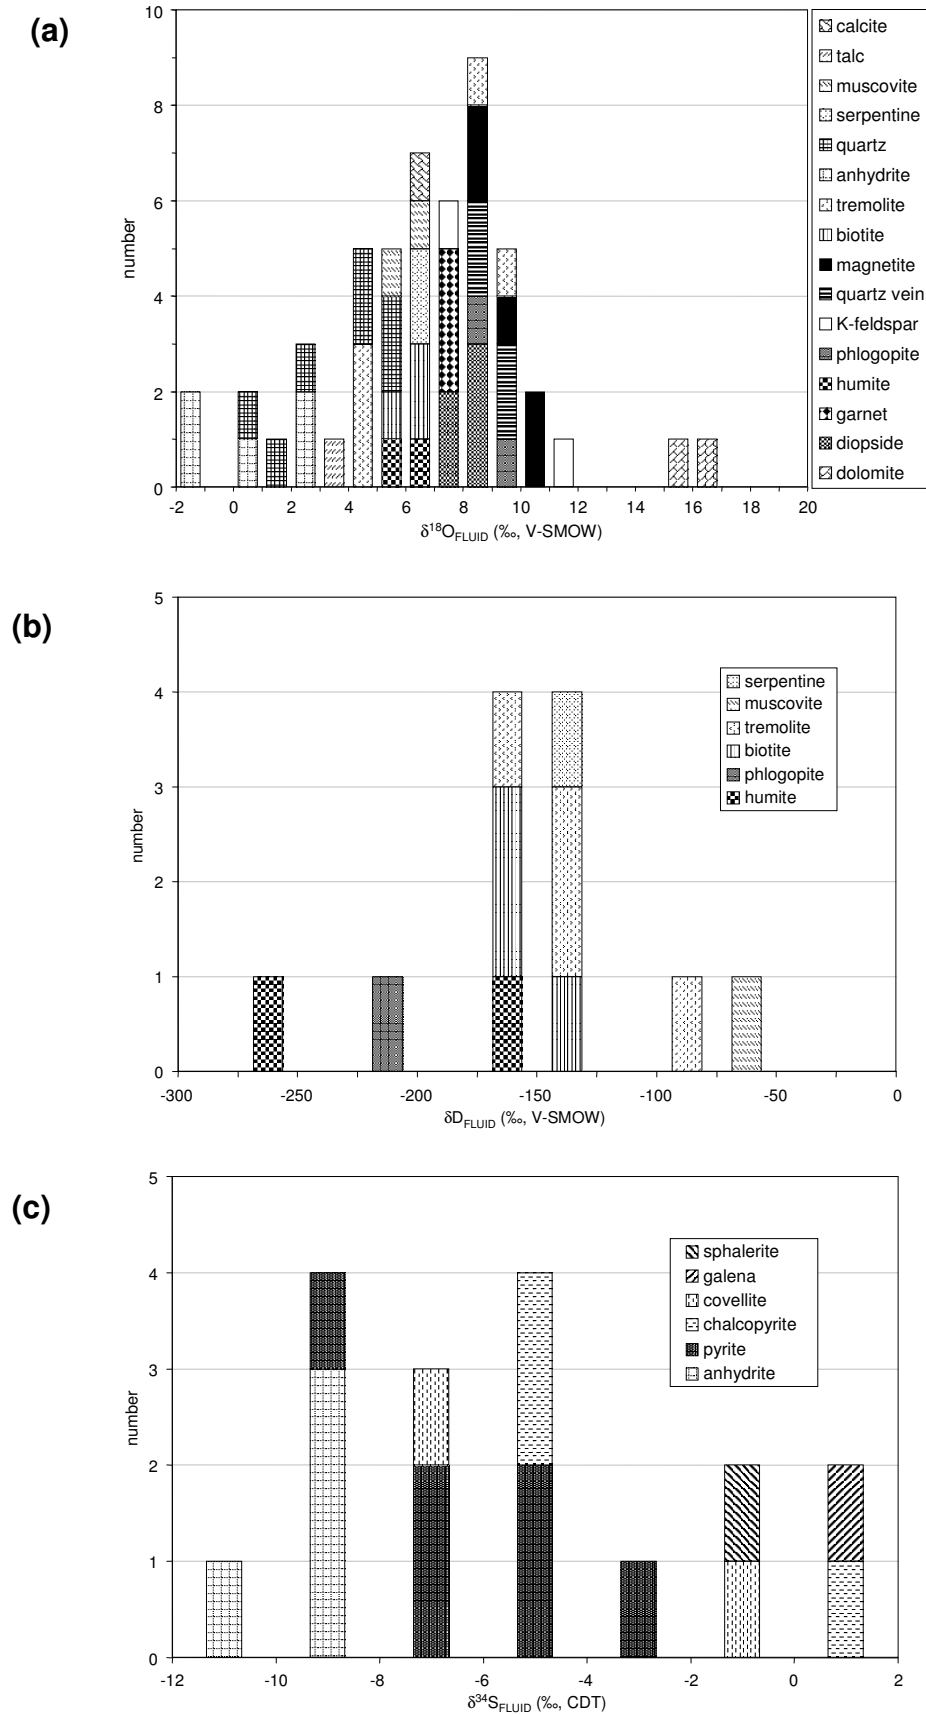 (a)
10
8
6
4
2
0
number
-2 0 2 4 6 8 10 12 14 16 18 20
δ18OFLUID (‰, V-SMOW)
calcite
talc
muscovite
serpentine
quartz
anhydrite
tremolite
biotite
magnetite
quartz vein
K-feldspar
phlogopite
humite
garnet
diopside
dolomite
(b)
5
4
3
2
1
0
number
-300 -250 -200 -150 -100 -50 0
δDFLUID (‰, V-SMOW)
serpentine
muscovite
tremolite
biotite
phlogopite
humite
(c)
5
4
3
2
1
0
number
-12 -10 -8 -6 -4 -2 0 2
δ34SFLUID (‰, CDT)
sphalerite
galena
covellite
chalcopyrite
pyrite
anhydrite